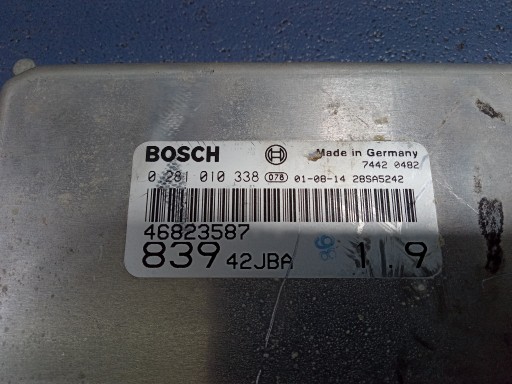 BOSCH Made in Germany
7442 0482
0 281 010 338 078 01-08-14 28SA5242
46823587
839 42JBA 1.9